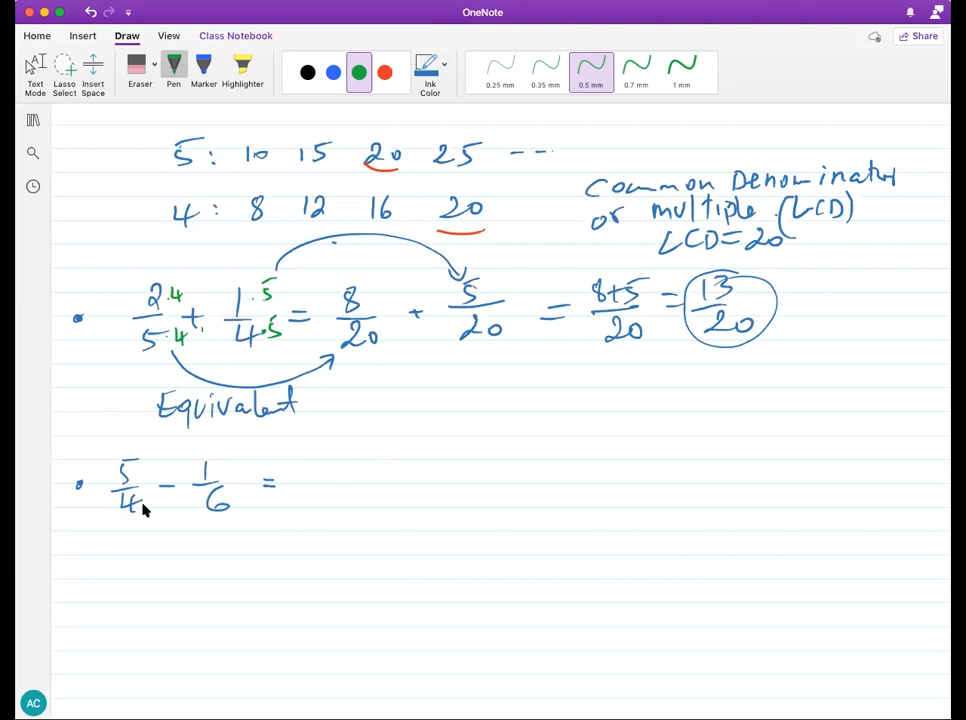 OneNote
Home Insert Draw View Class Notebook Share
Text Mode Lasso Select Insert Space Eraser Pen Marker Highlighter Ink Color 0.25 mm 0.35 mm 0.5 mm 0.7 mm 1 mm
5 : 10 15 20 25 ---
4 : 8 12 16 20
Common Denominator
or multiple (LCD)
LCD=20
• 2·4/5·4 + 1·5/4·5 = 8/20 + 5/20 = 8+5/20 = 13/20
Equivalent
• 5/4 - 1/6 =
AC